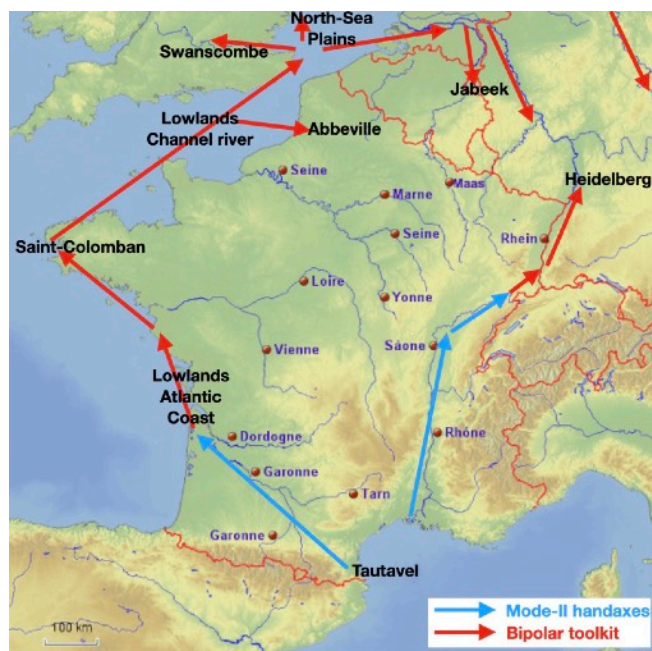 North-Sea
Plains
Swanscombe
Jabeek
Lowlands
Channel river
Abbeville
Seine
Maas
Heidelberg
Marne
Saint-Colomban
Seine
Rhein
Loire
Yonne
Vienne
Sáone
Lowlands
Atlantic
Coast
Dordogne
Rhône
Garonne
Tarn
Garonne
Tautavel
100 km
Mode-II handaxes
Bipolar toolkit